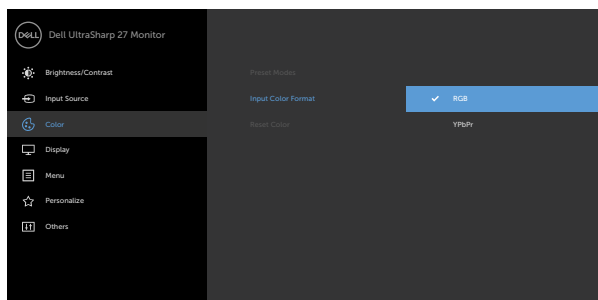 DELL Dell UltraSharp 27 Monitor
Brightness/Contrast
Preset Modes
Input Source
Input Color Format
RGB
Color
Reset Color
YPbPr
Display
Menu
Personalize
Others